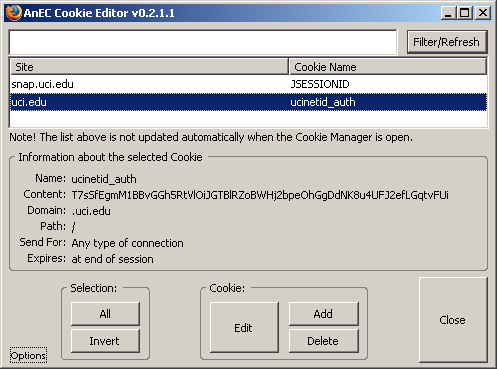 AnEC Cookie Editor v0.2.1.1
Filter/Refresh
Site Cookie Name
snap.uci.edu JSESSIONID
uci.edu ucinetid_auth
Note! The list above is not updated automatically when the Cookie Manager is open.
Information about the selected Cookie
Name: ucinetid_auth
Content: T7sSfEgmM1BBvGGh5RtVlOiJGTBlRZoBWHj2bpeOhGgDdNK8u4UFJ2efLGqtvFUi
Domain: .uci.edu
Path: /
Send For: Any type of connection
Expires: at end of session
Selection: Cookie:
All Add
Edit Close
Invert Delete
Options